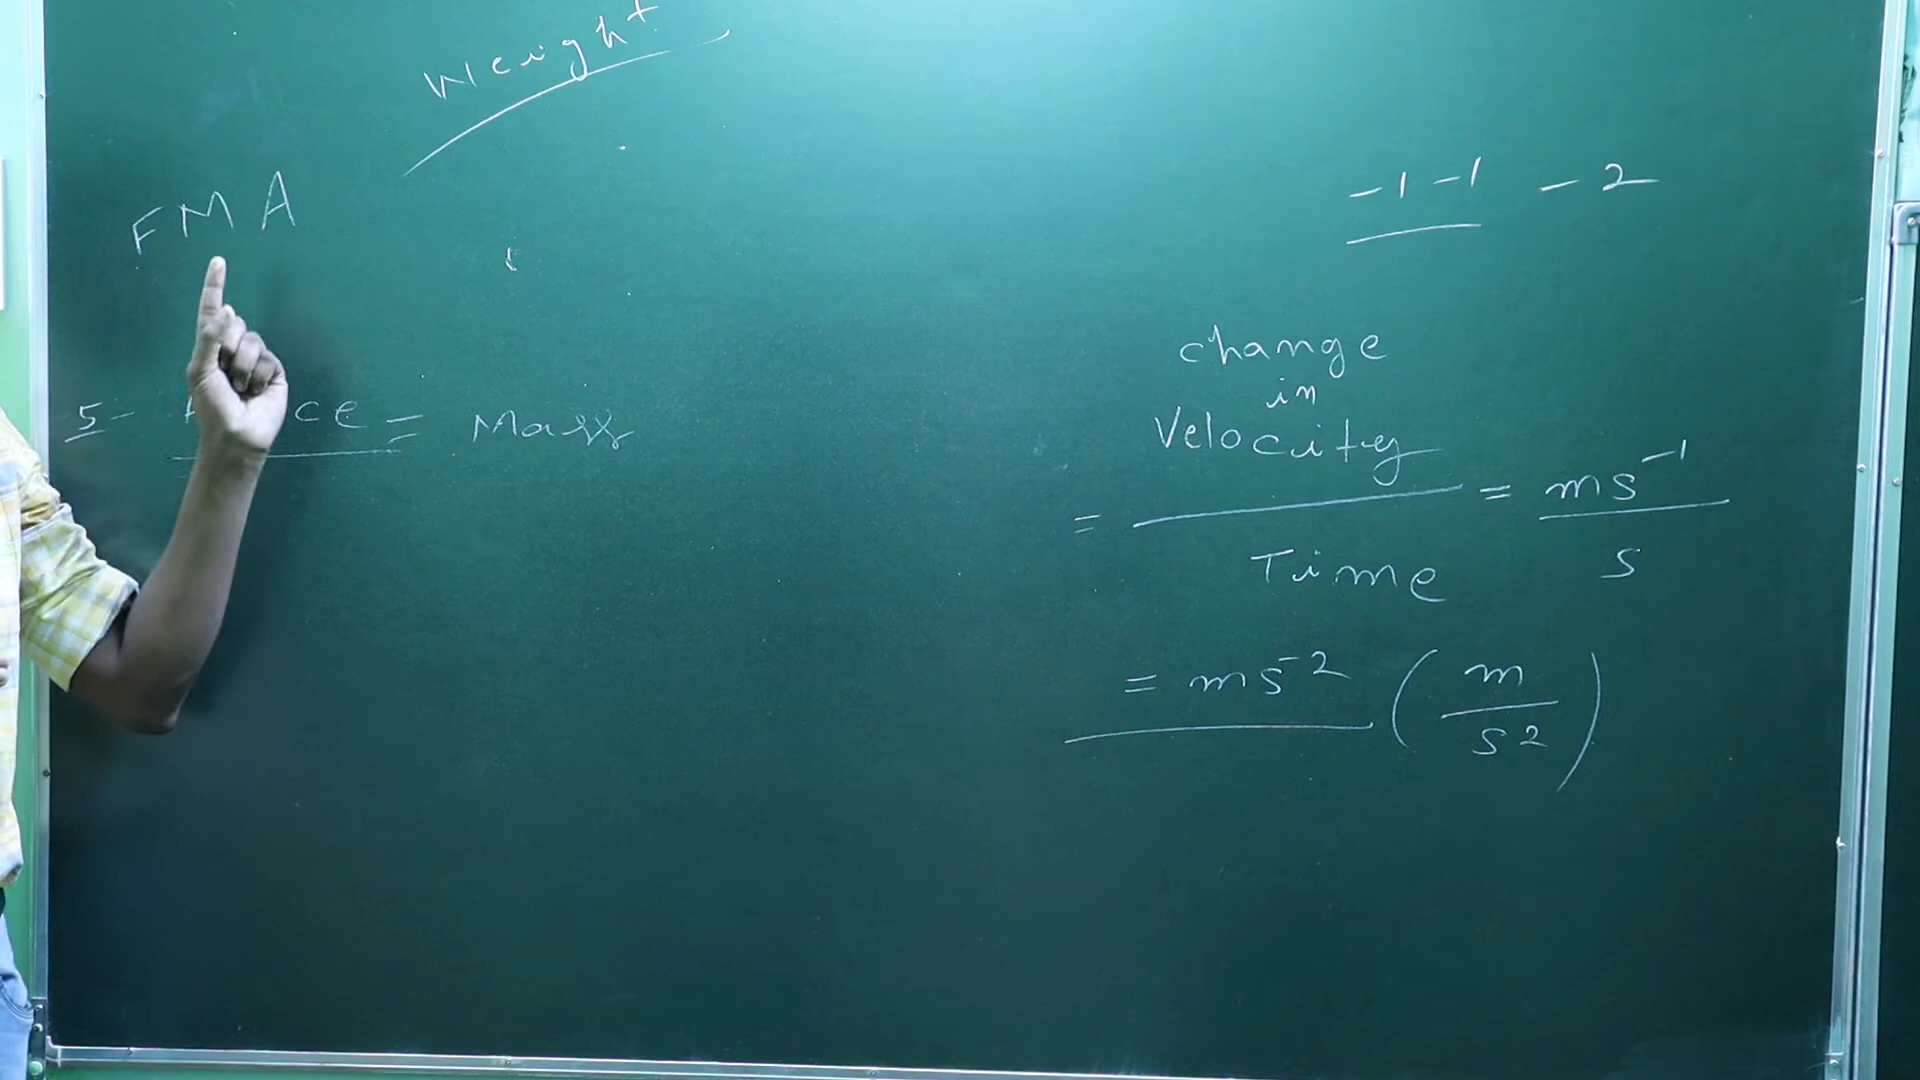 Weight
F M A
5- ce = Mass
-1 -1 - 2
change
in
Velocity
= = ms⁻¹
Time s
= ms⁻² ( m
s² )